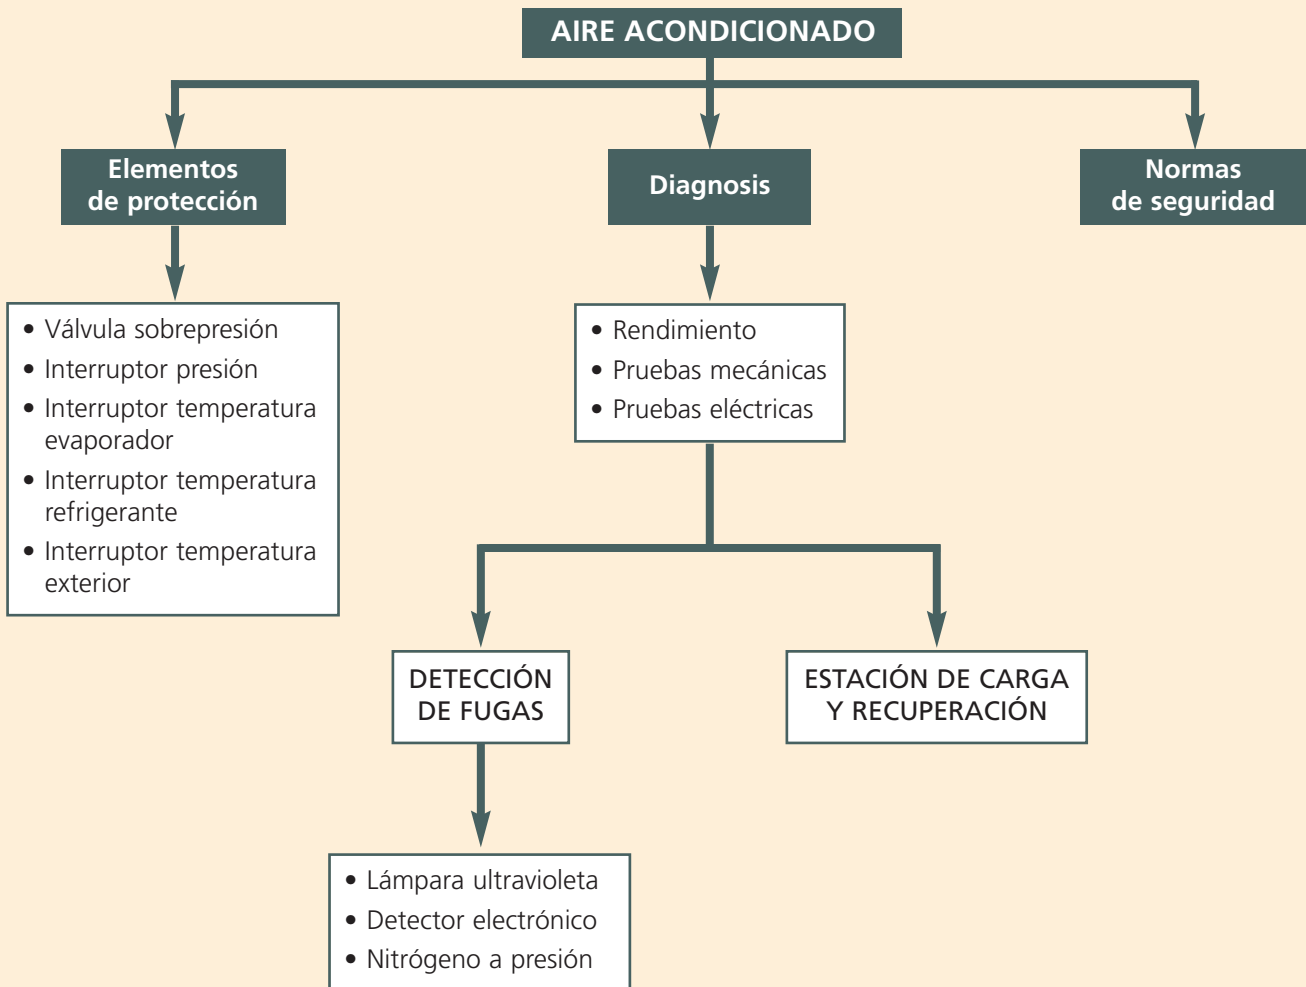 AIRE ACONDICIONADO
Elementos
de protección
Diagnosis
Normas
de seguridad
• Válvula sobrepresión
• Interruptor presión
• Interruptor temperatura
evaporador
• Interruptor temperatura
refrigerante
• Interruptor temperatura
exterior
• Rendimiento
• Pruebas mecánicas
• Pruebas eléctricas
DETECCIÓN
DE FUGAS
ESTACIÓN DE CARGA
Y RECUPERACIÓN
• Lámpara ultravioleta
• Detector electrónico
• Nitrógeno a presión